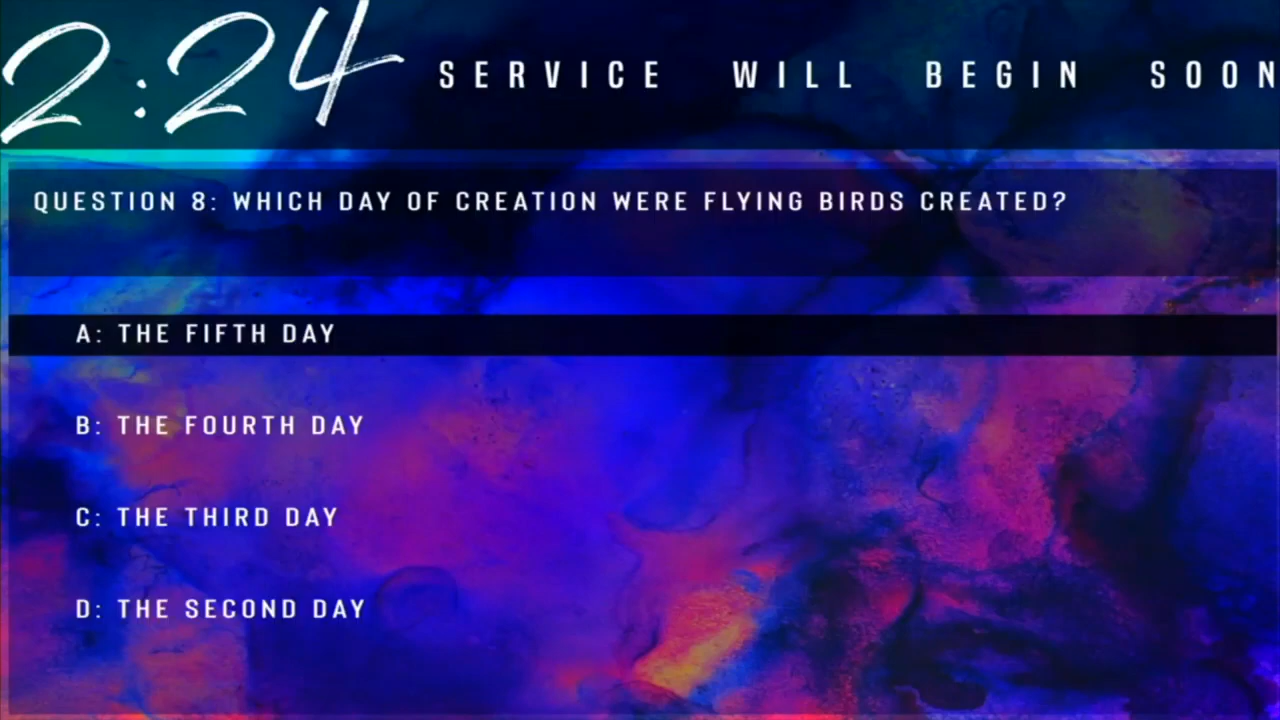 2:24
SERVICE WILL BEGIN SOON
QUESTION 8: WHICH DAY OF CREATION WERE FLYING BIRDS CREATED?
A: THE FIFTH DAY
B: THE FOURTH DAY
C: THE THIRD DAY
D: THE SECOND DAY